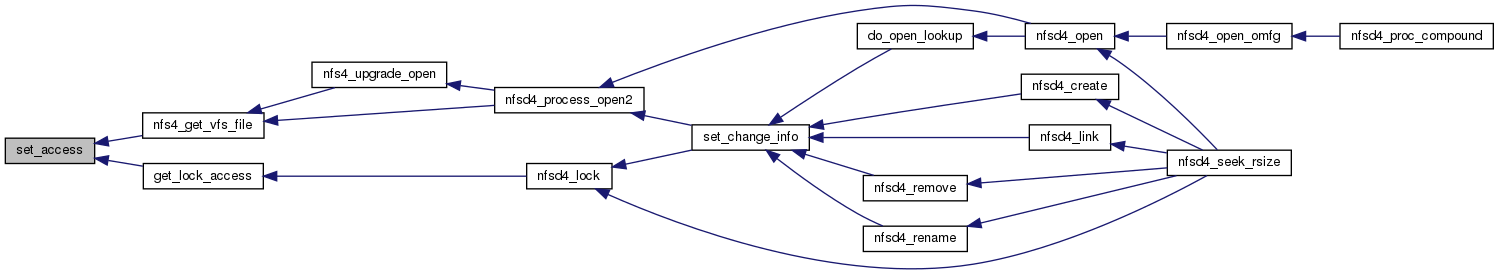 set_access
nfs4_get_vfs_file
get_lock_access
nfs4_upgrade_open
nfsd4_process_open2
nfsd4_lock
set_change_info
do_open_lookup
nfsd4_open
nfsd4_open_omfg
nfsd4_proc_compound
nfsd4_create
nfsd4_link
nfsd4_remove
nfsd4_rename
nfsd4_seek_rsize